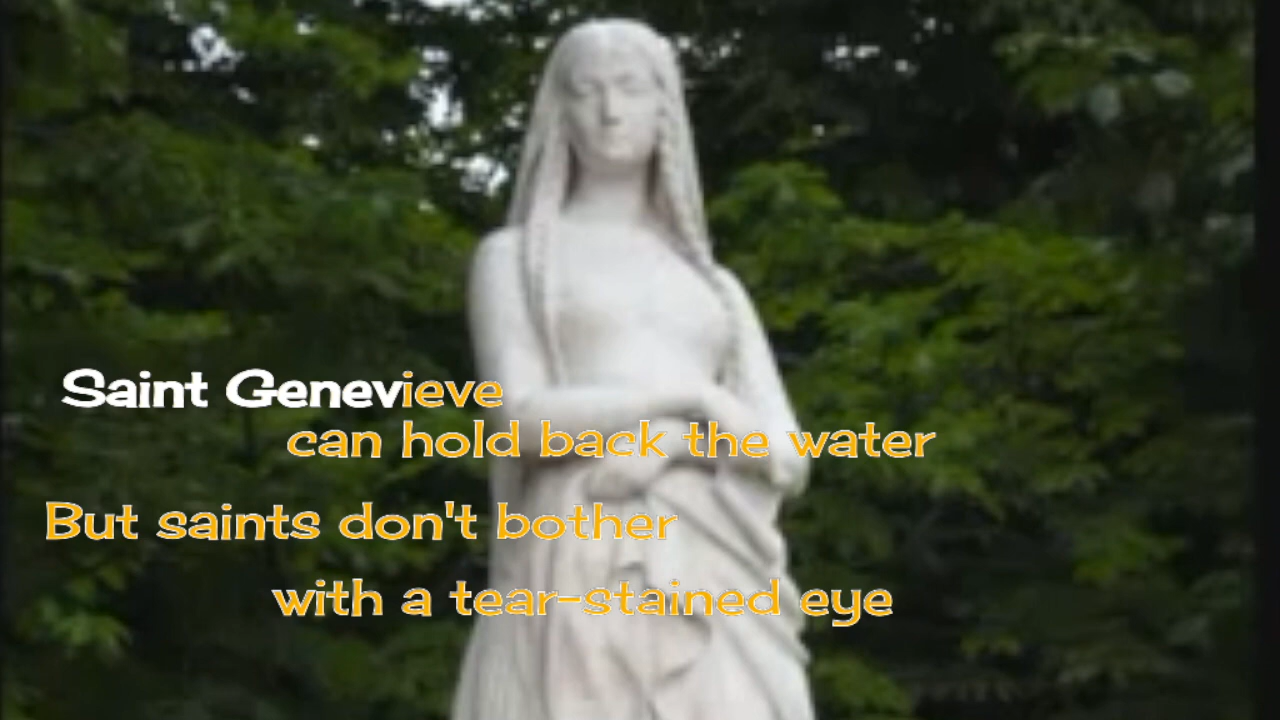 Saint Genevieve
can hold back the water
But saints don't bother
with a tear-stained eye